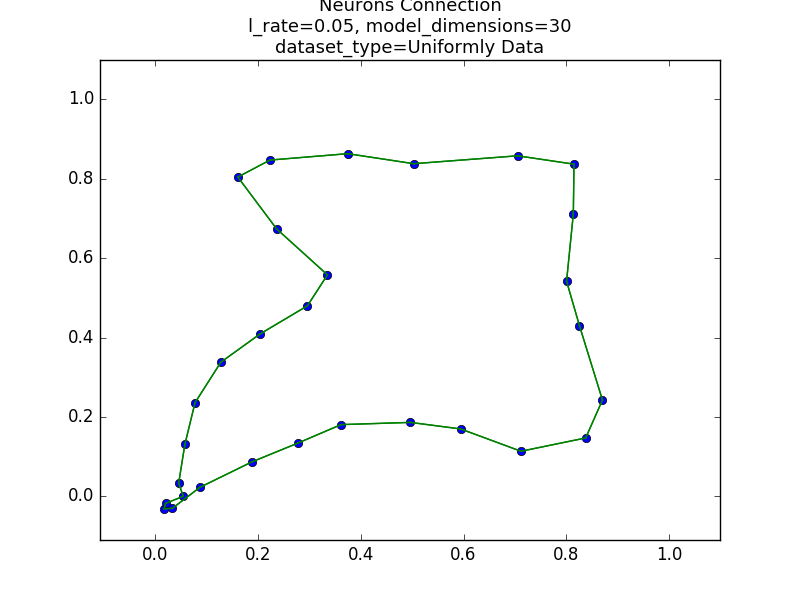 Neurons Connection
l_rate=0.05, model_dimensions=30
dataset_type=Uniformly Data
1.0
0.8
0.6
0.4
0.2
0.0
0.0 0.2 0.4 0.6 0.8 1.0